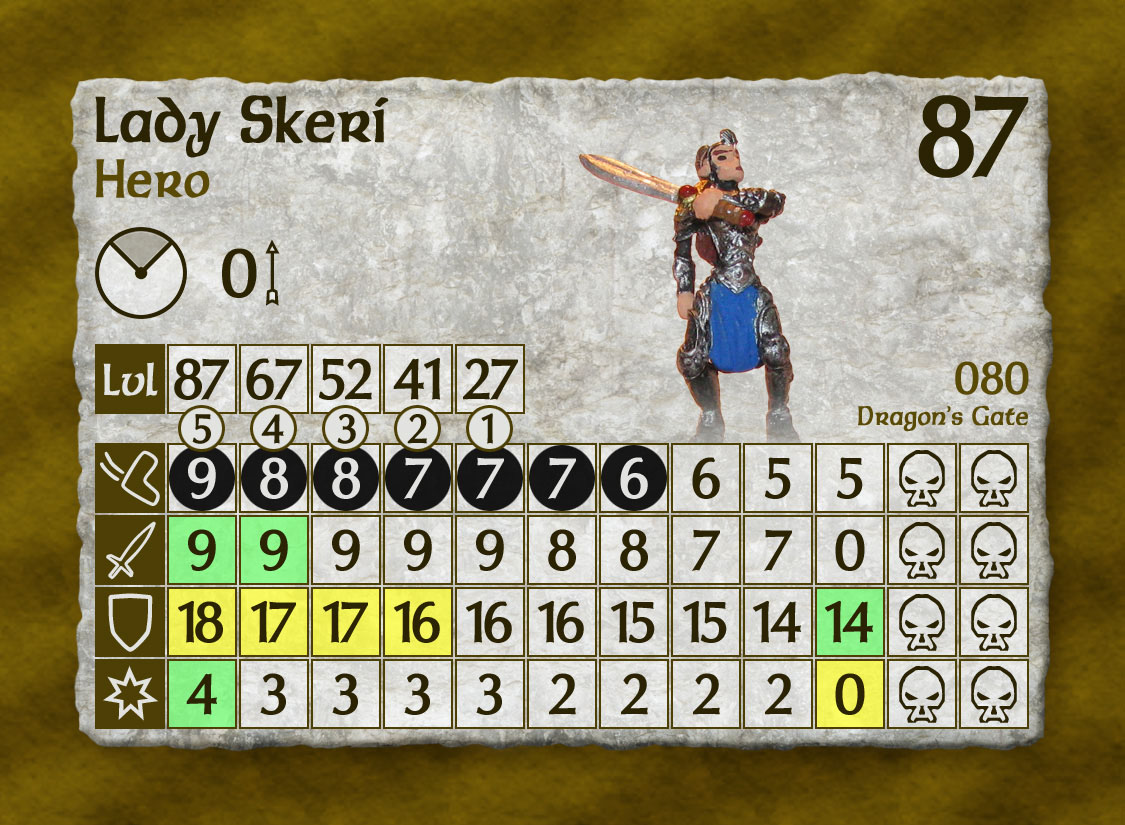 Lady Skerí
Hero
87
0
080
Dragon's Gate
Lvl 87 67 52 41 27
5 4 3 2 1
9 8 8 7 7 7 6 6 5 5
9 9 9 9 9 8 8 7 7 0
18 17 17 16 16 16 15 15 14 14
4 3 3 3 3 2 2 2 2 0